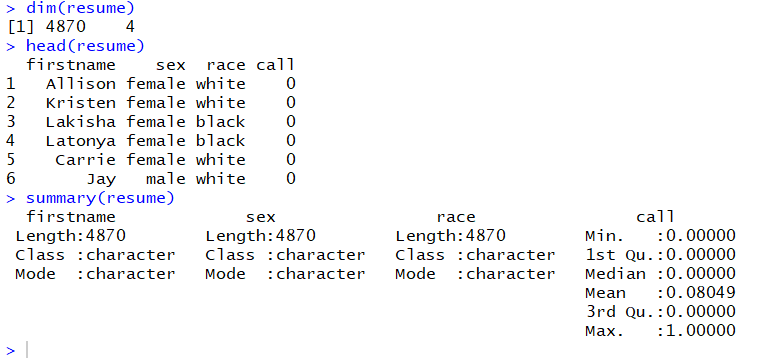 > dim(resume)
[1] 4870    4
> head(resume)
  firstname    sex  race call
1   Allison female white    0
2   Kristen female white    0
3   Lakisha female black    0
4   Latonya female black    0
5    Carrie female white    0
6       Jay   male white    0
> summary(resume)
  firstname             sex                race                call
 Length:4870        Length:4870        Length:4870        Min.   :0.00000
 Class :character   Class :character   Class :character   1st Qu.:0.00000
 Mode  :character   Mode  :character   Mode  :character   Median :0.00000
                                                          Mean   :0.08049
                                                          3rd Qu.:0.00000
                                                          Max.   :1.00000
>